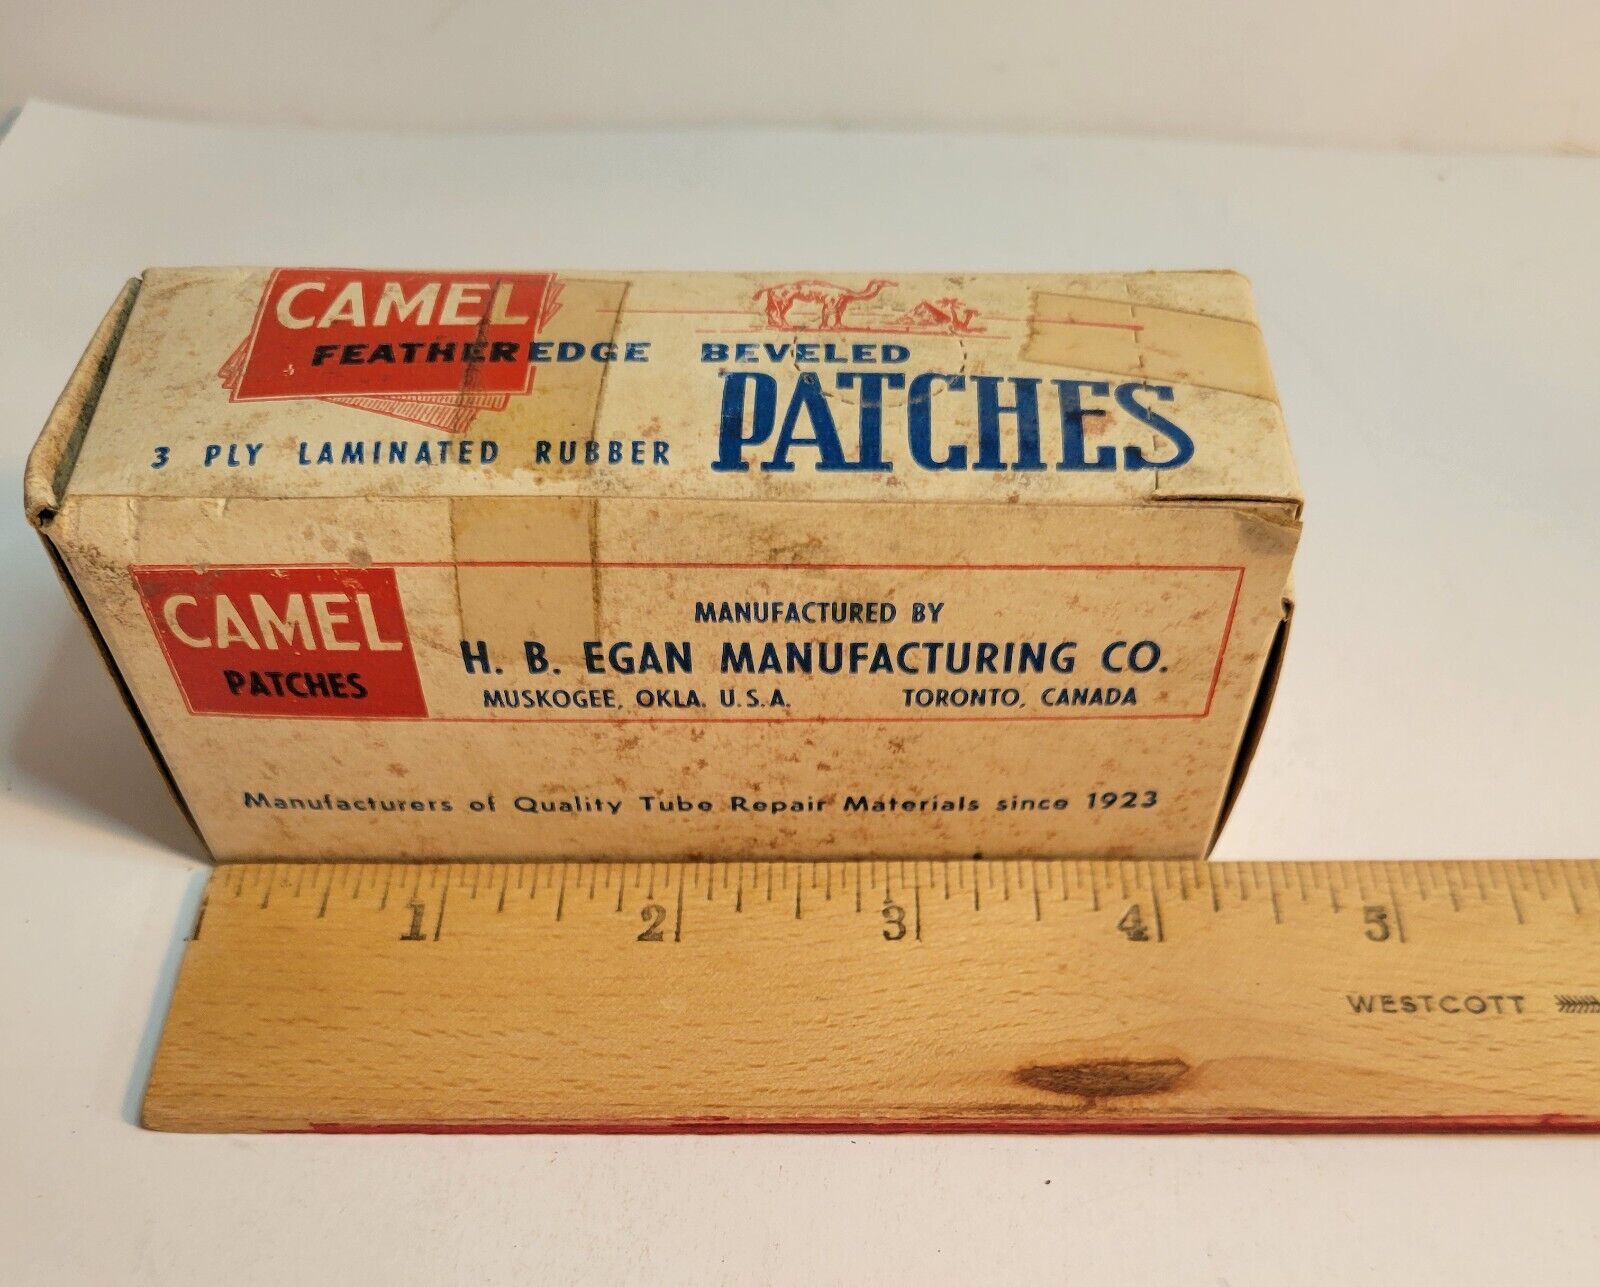 CAMEL
FEATHEREDGE BEVELED
PATCHES
3 PLY LAMINATED RUBBER
CAMEL
PATCHES
MANUFACTURED BY
H. B. EGAN MANUFACTURING CO.
MUSKOGEE, OKLA. U.S.A. TORONTO, CANADA
Manufacturers of Quality Tube Repair Materials since 1923
1 2 3 4 5
WESTCOTT